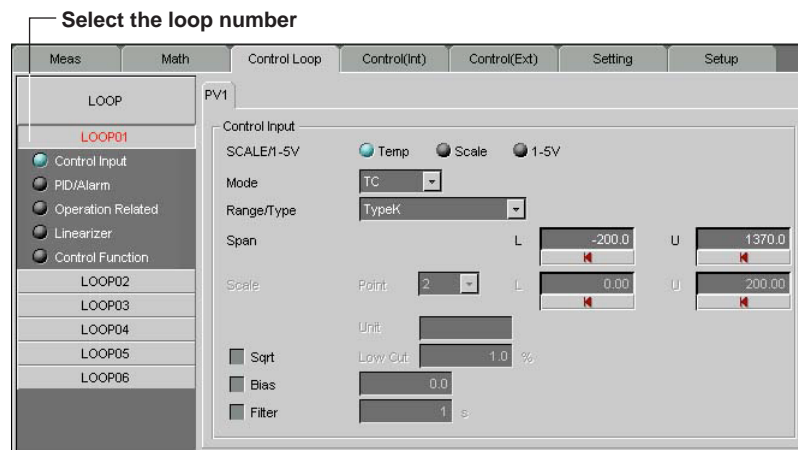 Select the loop number
Meas Math Control Loop Control(Int) Control(Ext) Setting Setup
LOOP
LOOP01
Control Input
PID/Alarm
Operation Related
Linearizer
Control Function
LOOP02
LOOP03
LOOP04
LOOP05
LOOP06
PV1
Control Input
SCALE/1-5V Temp Scale 1-5V
Mode TC
Range/Type TypeK
Span L -200.0 U 1370.0
Scale Point 2 L 0.00 U 200.00
Unit
Sqrt Low Cut 1.0 %
Bias 0.0
Filter 1 s